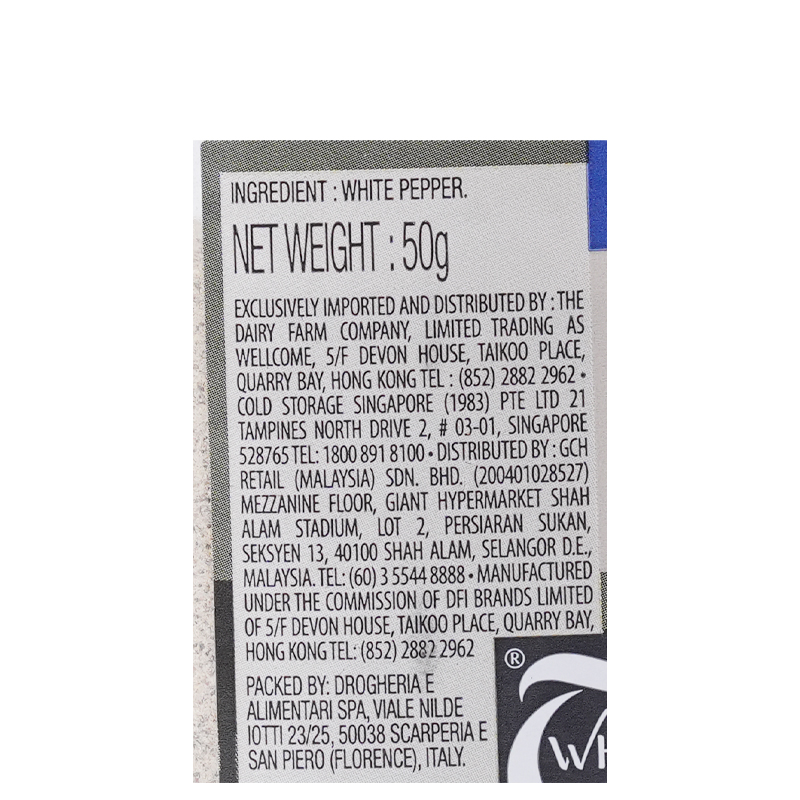 INGREDIENT : WHITE PEPPER.
NET WEIGHT : 50g
EXCLUSIVELY IMPORTED AND DISTRIBUTED BY : THE
DAIRY FARM COMPANY, LIMITED TRADING AS
WELLCOME, 5/F DEVON HOUSE, TAIKOO PLACE,
QUARRY BAY, HONG KONG TEL : (852) 2882 2962 •
COLD STORAGE SINGAPORE (1983) PTE LTD 21
TAMPINES NORTH DRIVE 2, # 03-01, SINGAPORE
528765 TEL: 1800 891 8100 • DISTRIBUTED BY : GCH
RETAIL (MALAYSIA) SDN. BHD. (200401028527)
MEZZANINE FLOOR, GIANT HYPERMARKET SHAH
ALAM STADIUM, LOT 2, PERSIARAN SUKAN,
SEKSYEN 13, 40100 SHAH ALAM, SELANGOR D.E.,
MALAYSIA. TEL: (60) 3 5544 8888 • MANUFACTURED
UNDER THE COMMISSION OF DFI BRANDS LIMITED
OF 5/F DEVON HOUSE, TAIKOO PLACE, QUARRY BAY,
HONG KONG TEL: (852) 2882 2962
PACKED BY: DROGHERIA E
ALIMENTARI SPA, VIALE NILDE
IOTTI 23/25, 50038 SCARPERIA E
SAN PIERO (FLORENCE), ITALY.
®